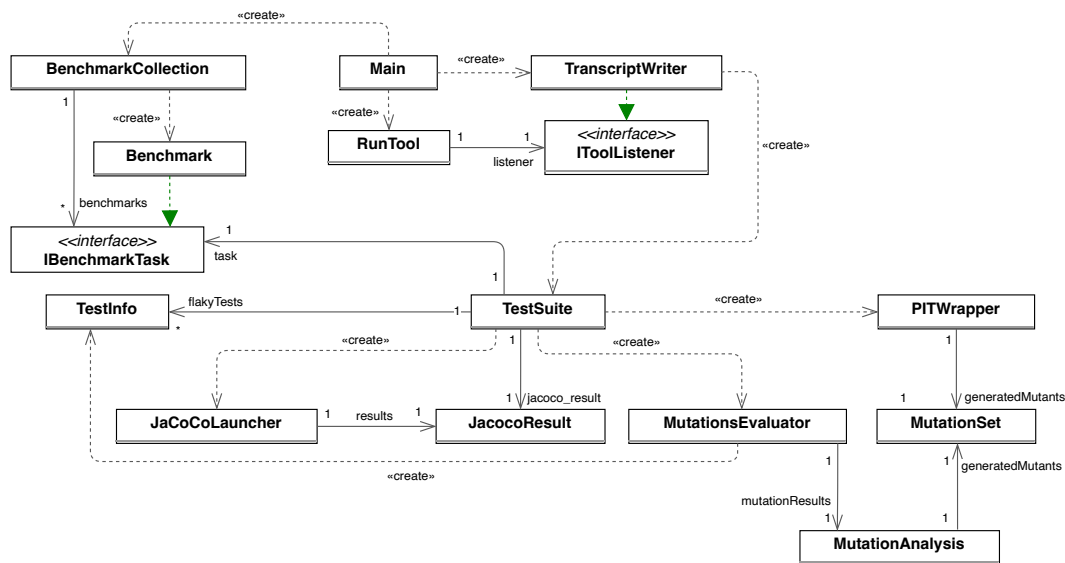 «create»
BenchmarkCollection
Main
«create»
TranscriptWriter
1
«create»
«create»
Benchmark
RunTool
1
1
listener
<<interface>>
IToolListener
«create»
* benchmarks
<<interface>>
IBenchmarkTask
1
task
1
TestInfo
flakyTests
*
1
TestSuite
«create»
PITWrapper
«create»
1
«create»
1
1
jacoco_result
1
generatedMutants
JaCoCoLauncher
1
results
1
JacocoResult
MutationsEvaluator
MutationSet
«create»
1
1
generatedMutants
mutationResults
1
1
MutationAnalysis